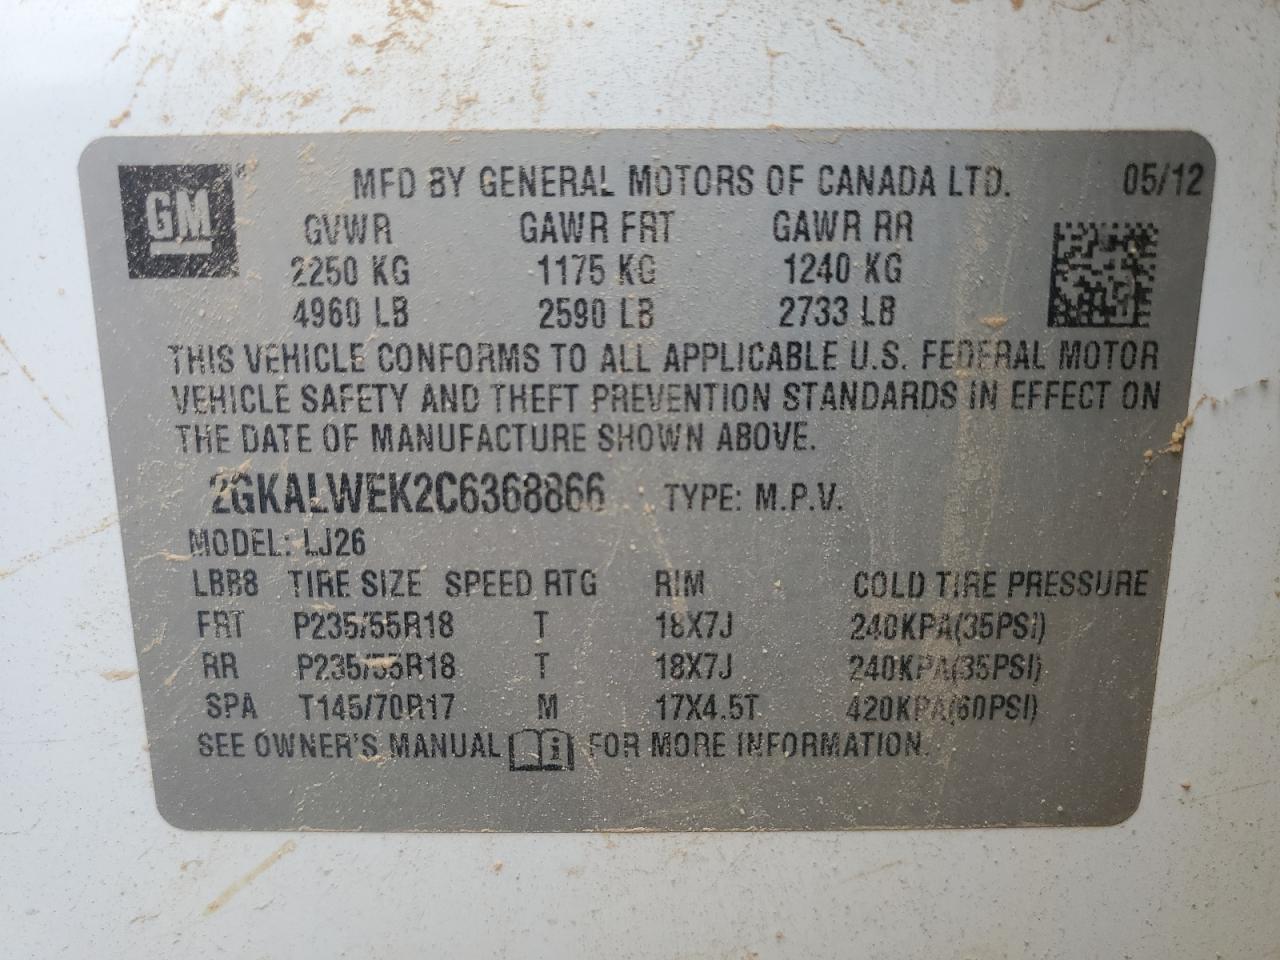 GM
MFD BY GENERAL MOTORS OF CANADA LTD. 05/12
GVWR GAWR FRT GAWR RR
2250 KG 1175 KG 1240 KG
4960 LB 2590 LB 2733 LB
THIS VEHICLE CONFORMS TO ALL APPLICABLE U.S. FEDERAL MOTOR
VEHICLE SAFETY AND THEFT PREVENTION STANDARDS IN EFFECT ON
THE DATE OF MANUFACTURE SHOWN ABOVE.
2GKALWEK2C6368866 TYPE: M.P.V.
MODEL: LJ26
LBB8 TIRE SIZE SPEED RTG RIM COLD TIRE PRESSURE
FRT P235/55R18 T 18X7J 240KPA(35PSI)
RR P235/55R18 T 18X7J 240KPA(35PSI)
SPA T145/70R17 M 17X4.5T 420KPA(60PSI)
SEE OWNER'S MANUAL FOR MORE INFORMATION.